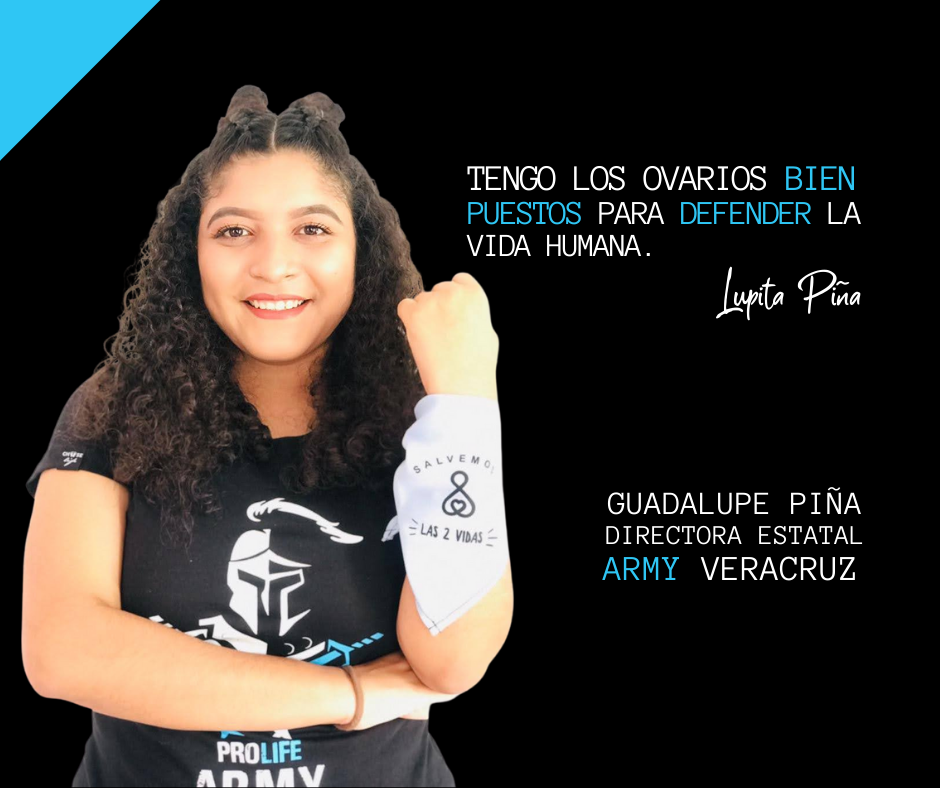 TENGO LOS OVARIOS BIEN
PUESTOS PARA DEFENDER LA
VIDA HUMANA.
Lupita Piña
SALVEMOS
LAS 2 VIDAS
GUADALUPE PIÑA
DIRECTORA ESTATAL
ARMY VERACRUZ
PROLIFE
ARMY